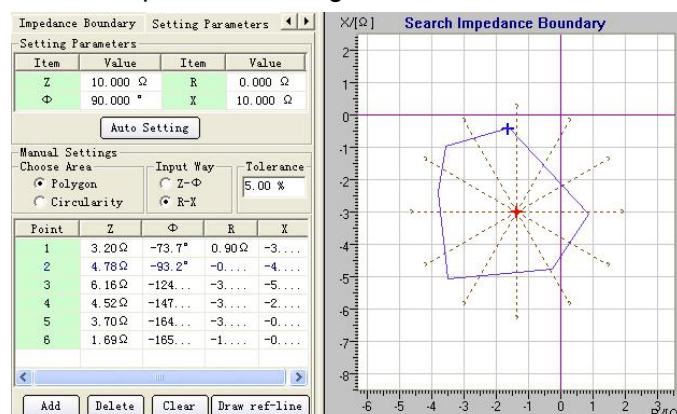 Impedance Boundary Setting Parameters
Setting Parameters
Item Value Item Value
Z 10.000 Ω R 0.000 Ω
Φ 90.000 ° X 10.000 Ω
Auto Setting
Manual Settings
Choose Area Input Way Tolerance
Polygon Z-Φ 5.00 %
Circularity R-X
Point Z Φ R X
1 3.20Ω -73.7° 0.90Ω -3....
2 4.78Ω -93.2° -0.... -4....
3 6.16Ω -124... -3.... -5....
4 4.52Ω -147... -3.... -2....
5 3.70Ω -164... -3.... -0....
6 1.69Ω -165... -1.... -0....
Add Delete Clear Draw ref-line
X/[Ω] Search Impedance Boundary
2
1
0
-1
-2
-3
-4
-5
-6
-7
-8
-6 -5 -4 -3 -2 -1 0 1 2 3